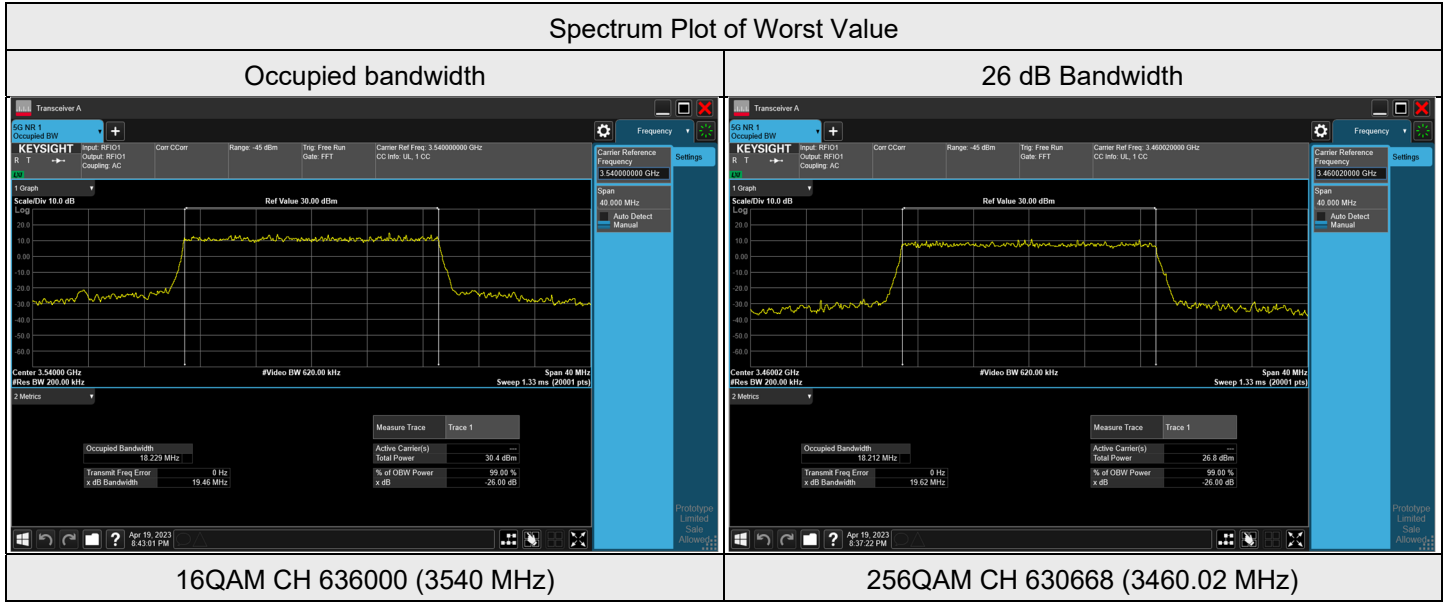 Spectrum Plot of Worst Value
Occupied bandwidth
26 dB Bandwidth
Transceiver A
5G NR 1
Occupied BW
+
Frequency
KEYSIGHT
R T
LXI
Input: RFIO1
Output: RFIO1
Coupling: AC
Corr CCorr
Range: -45 dBm
Trig: Free Run
Gate: FFT
Carrier Ref Freq: 3.540000000 GHz
CC Info: UL, 1 CC
Carrier Reference
Frequency
3.540000000 GHz
Settings
Span
40.000 MHz
Auto Detect
Manual
1 Graph
Scale/Div 10.0 dB
Ref Value 30.00 dBm
Log
20.0
10.0
0.00
-10.0
-20.0
-30.0
-40.0
-50.0
-60.0
Center 3.54000 GHz
#Video BW 620.00 kHz
Span 40 MHz
#Res BW 200.00 kHz
Sweep 1.33 ms (20001 pts)
2 Metrics
Measure Trace Trace 1
Occupied Bandwidth
18.229 MHz
Active Carrier(s) ---
Total Power 30.4 dBm
Transmit Freq Error 0 Hz
x dB Bandwidth 19.46 MHz
% of OBW Power 99.00 %
x dB -26.00 dB
Prototype
Limited
Sale
Allowed
?
Apr 19, 2023
8:43:01 PM
Transceiver A
5G NR 1
Occupied BW
+
Frequency
KEYSIGHT
R T
LXI
Input: RFIO1
Output: RFIO1
Coupling: AC
Corr CCorr
Range: -45 dBm
Trig: Free Run
Gate: FFT
Carrier Ref Freq: 3.460020000 GHz
CC Info: UL, 1 CC
Carrier Reference
Frequency
3.460020000 GHz
Settings
Span
40.000 MHz
Auto Detect
Manual
1 Graph
Scale/Div 10.0 dB
Ref Value 30.00 dBm
Log
20.0
10.0
0.00
-10.0
-20.0
-30.0
-40.0
-50.0
-60.0
Center 3.46002 GHz
#Video BW 620.00 kHz
Span 40 MHz
#Res BW 200.00 kHz
Sweep 1.33 ms (20001 pts)
2 Metrics
Measure Trace Trace 1
Occupied Bandwidth
18.212 MHz
Active Carrier(s) ---
Total Power 26.8 dBm
Transmit Freq Error 0 Hz
x dB Bandwidth 19.62 MHz
% of OBW Power 99.00 %
x dB -26.00 dB
Prototype
Limited
Sale
Allowed
?
Apr 19, 2023
8:37:22 PM
16QAM CH 636000 (3540 MHz)
256QAM CH 630668 (3460.02 MHz)